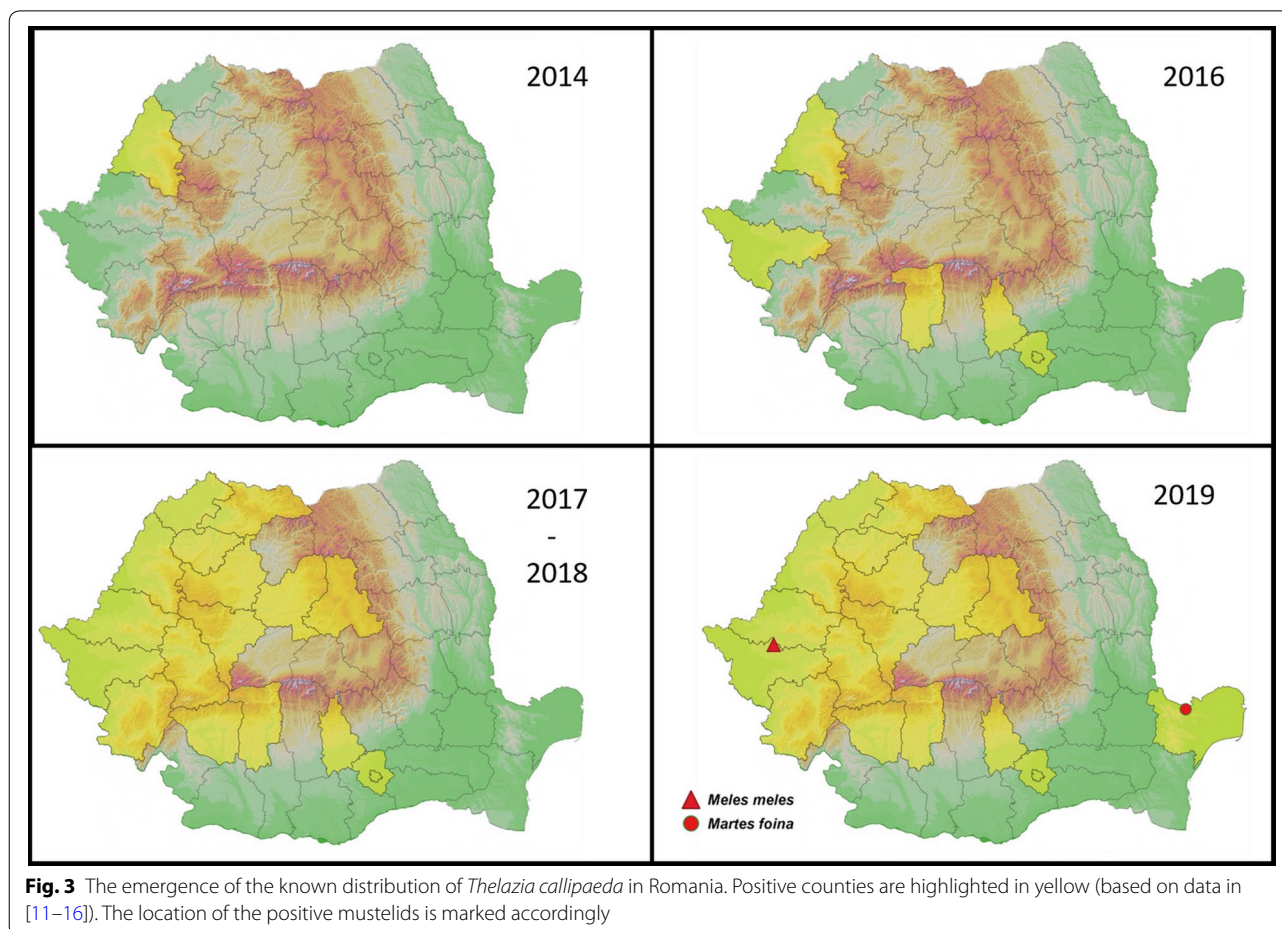 2014
2016
2017
-
2018
2019
Meles meles
Martes foina
Fig. 3 The emergence of the known distribution of Thelazia callipaeda in Romania. Positive counties are highlighted in yellow (based on data in
[11–16]). The location of the positive mustelids is marked accordingly